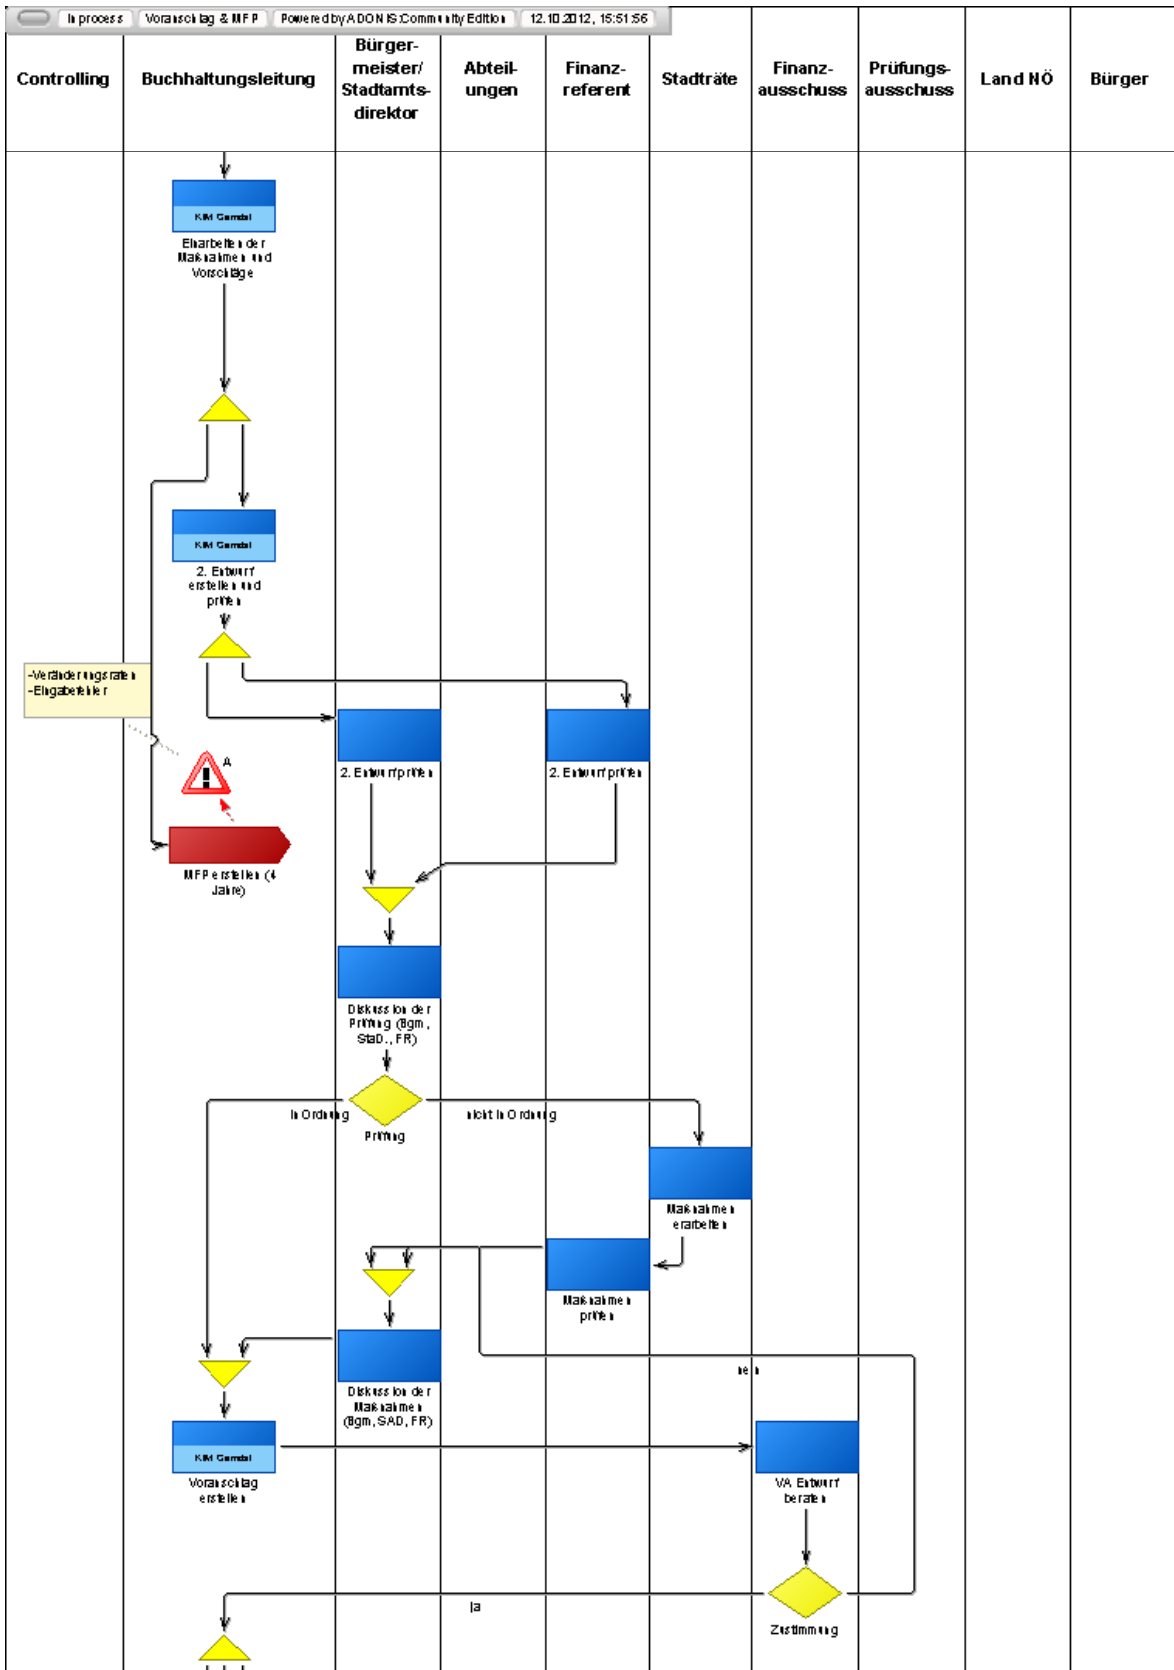 In process
Voranschlag & MFP
Powered by ADONIS:Community Edition
12.10.2012, 15:51:56
Controlling
Buchhaltungsleitung
Bürger-
meister/
Stadtamts-
direktor
Abteil-
ungen
Finanz-
referent
Stadträte
Finanz-
ausschuss
Prüfungs-
ausschuss
Land NÖ
Bürger
KIM Gemdat
Einarbeiten der
Maßnahmen und
Vorschläge
KIM Gemdat
2. Entwurf
erstellen und
prüfen
-Veränderungsraten
-Eingabefehler
A
2. Entwurf prüfen
2. Entwurf prüfen
MFP erstellen (4
Jahre)
Diskussion der
Prüfung (Bgm,
StaD., FR)
In Ordnung
nicht in Ordnung
Prüfung
Maßnahmen
erarbeiten
Maßnahmen
prüfen
nein
Diskussion der
Maßnahmen
(Bgm, SAD, FR)
KIM Gemdat
Voranschlag
erstellen
VA Entwurf
beraten
ja
Zustimmung